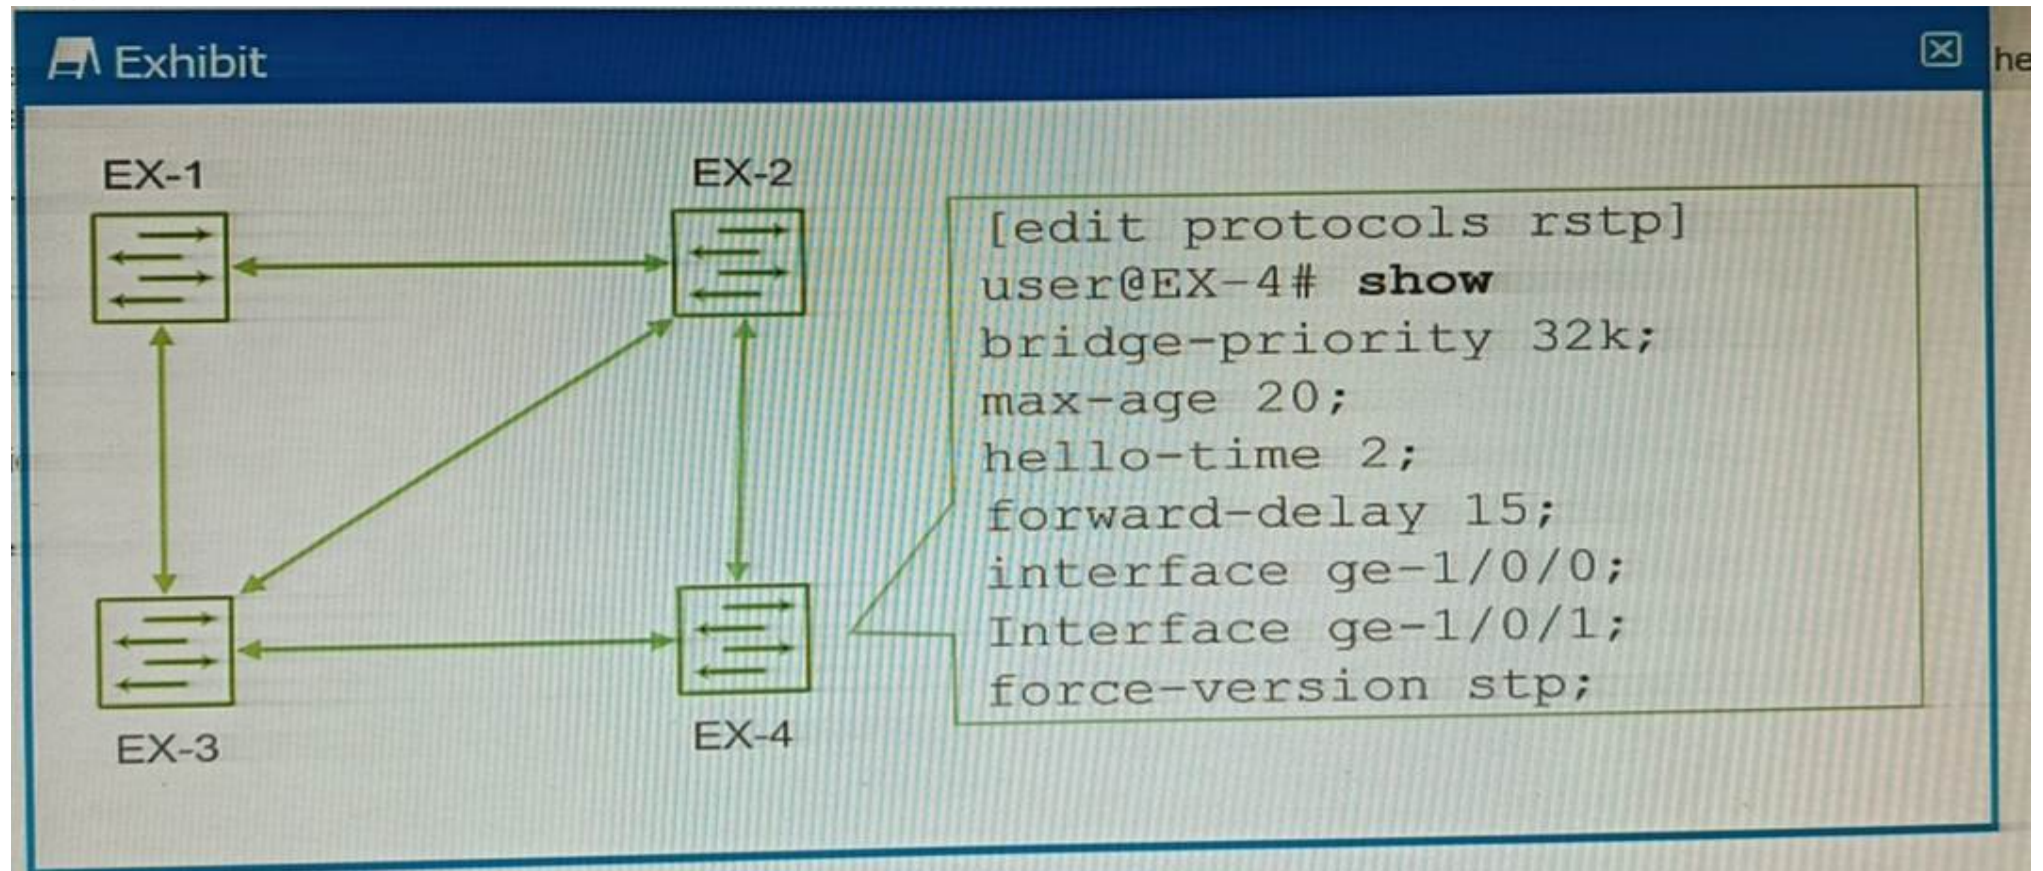 Exhibit
he
EX-1
EX-2
[edit protocols rstp]
user@EX-4# show
bridge-priority 32k;
max-age 20;
hello-time 2;
forward-delay 15;
interface ge-1/0/0;
Interface ge-1/0/1;
force-version stp;
EX-3
EX-4